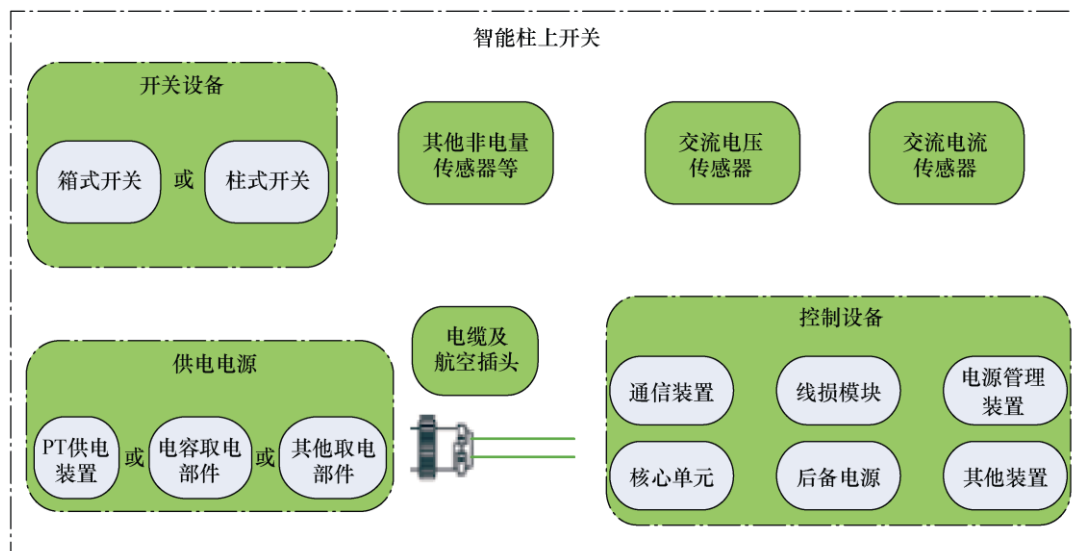 智能柱上开关
开关设备
箱式开关
或
柱式开关
其他非电量
传感器等
交流电压
传感器
交流电流
传感器
供电电源
PT供电
装置
或
电容取电
部件
或
其他取电
部件
电缆及
航空插头
控制设备
通信装置
线损模块
电源管理
装置
核心单元
后备电源
其他装置